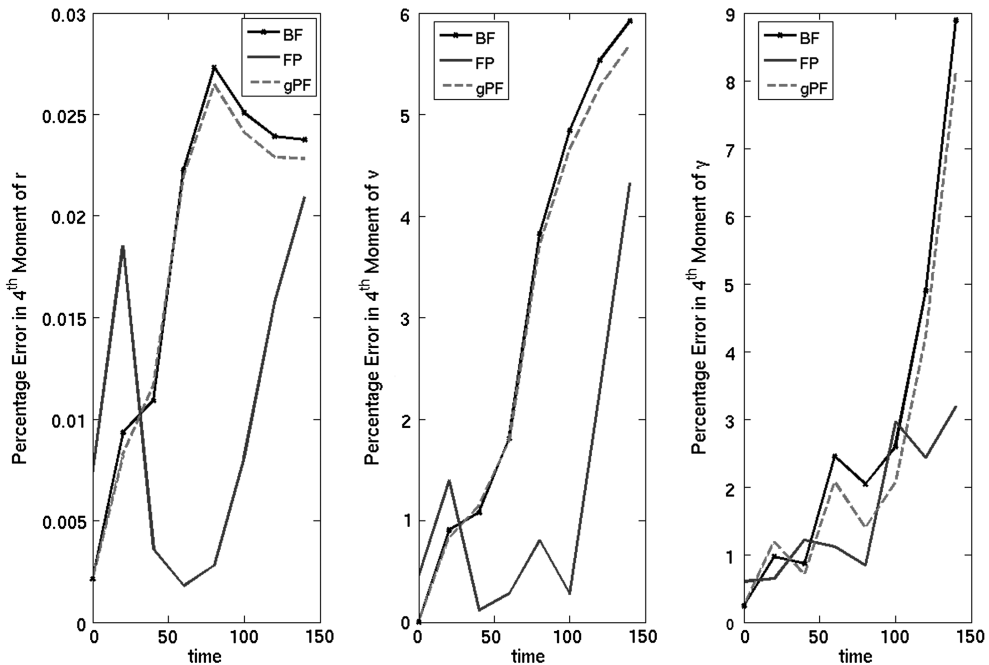 0.03
0.025
0.02
0.015
0.01
0.005
0
0
50
100
150
time
Percentage Error in 4th Moment of r
BF
FP
gPF
6
5
4
3
2
1
0
0
50
100
150
time
Percentage Error in 4th Moment of v
BF
FP
gPF
9
8
7
6
5
4
3
2
1
0
0
50
100
150
time
Percentage Error in 4th Moment of γ
BF
FP
gPF